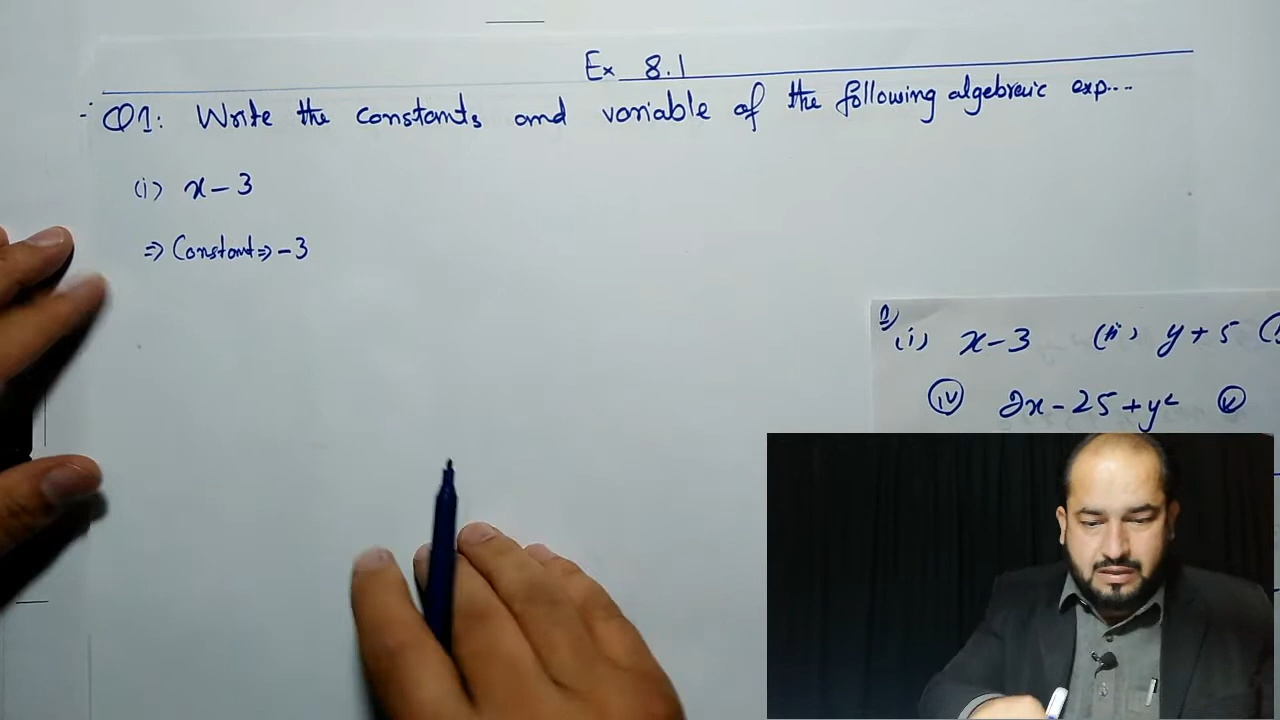 Ex 8.1
Q1: Write the constants and variable of the following algebraic exp...
(i) x-3
⇒ Constant ⇒ -3
(i) x-3 (ii) y+5
(iv) 2x-25+y² (v)